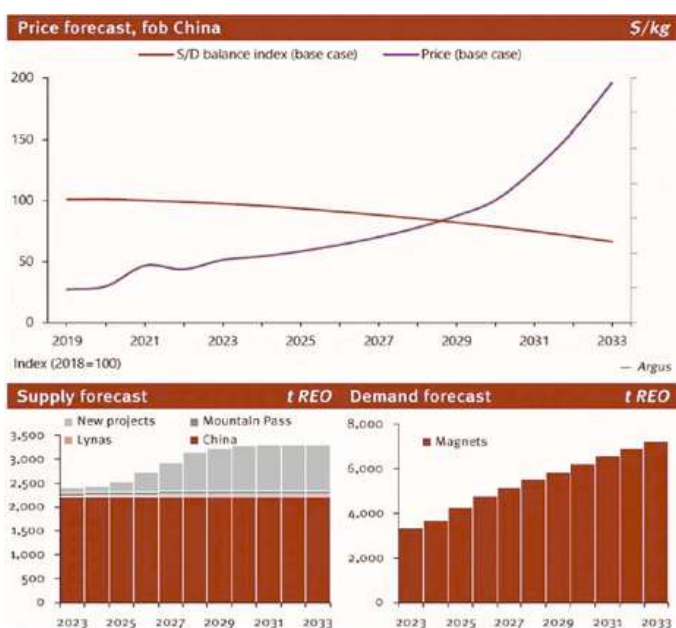 Price forecast, fob China $/kg
S/D balance index (base case) Price (base case)
200
150
100
50
0
2019 2021 2023 2025 2027 2029 2031 2033
Index (2018=100)
— Argus
Supply forecast t REO
New projects Mountain Pass
Lynas China
3,500
3,000
2,500
2,000
1,500
1,000
500
0
2023 2025 2027 2029 2031 2033
Demand forecast t REO
8,000
Magnets
6,000
4,000
2,000
0
2023 2025 2027 2029 2031 2033